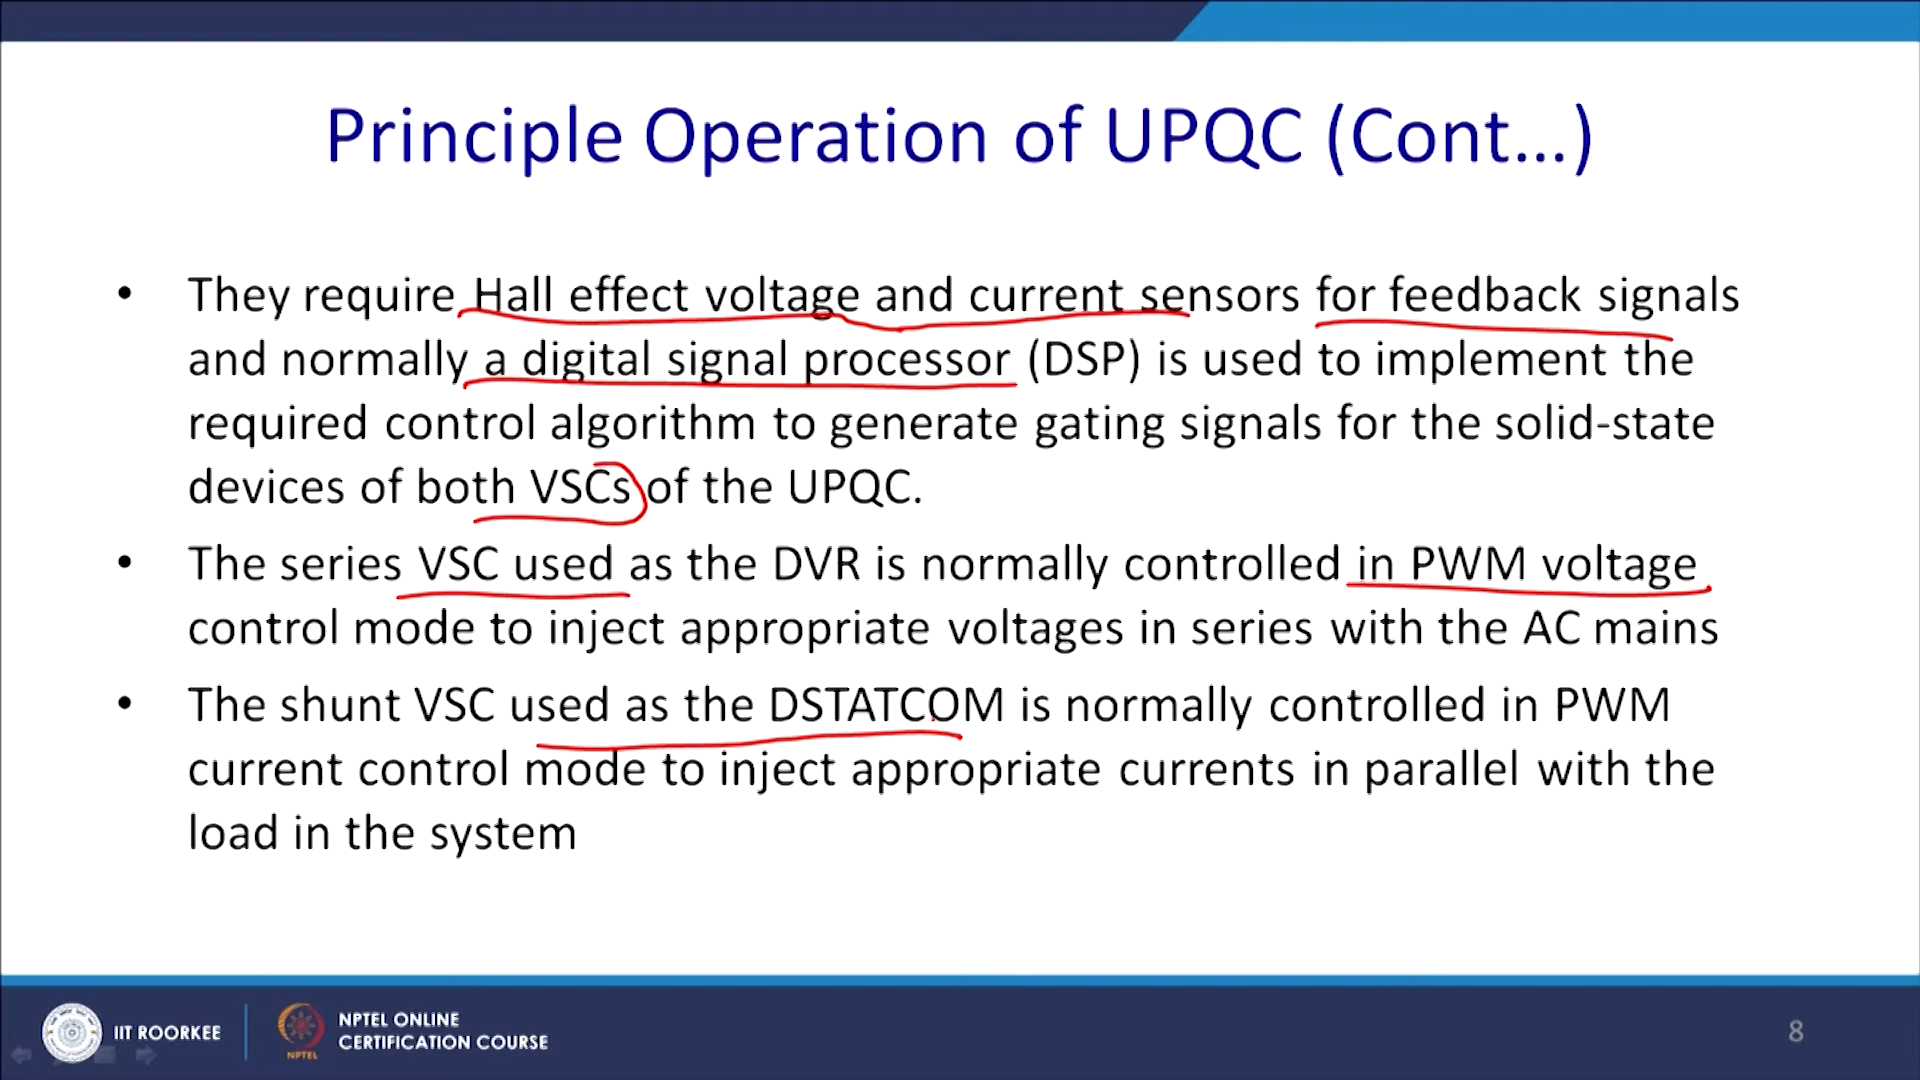 Principle Operation of UPQC (Cont...)
• They require Hall effect voltage and current sensors for feedback signals
and normally a digital signal processor (DSP) is used to implement the
required control algorithm to generate gating signals for the solid-state
devices of both VSCs of the UPQC.
• The series VSC used as the DVR is normally controlled in PWM voltage
control mode to inject appropriate voltages in series with the AC mains
• The shunt VSC used as the DSTATCOM is normally controlled in PWM
current control mode to inject appropriate currents in parallel with the
load in the system
IIT ROORKEE
NPTEL
NPTEL ONLINE
CERTIFICATION COURSE
8